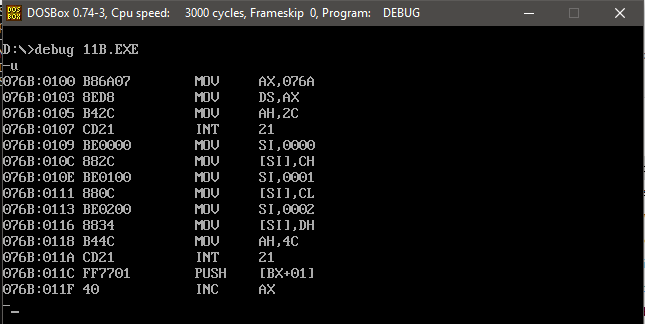 DOSBox 0.74-3, Cpu speed: 3000 cycles, Frameskip 0, Program: DEBUG
D:\>debug 11B.EXE
-u
076B:0100 B86A07 MOV AX,076A
076B:0103 8ED8 MOV DS,AX
076B:0105 B42C MOV AH,2C
076B:0107 CD21 INT 21
076B:0109 BE0000 MOV SI,0000
076B:010C 882C MOV [SI],CH
076B:010E BE0100 MOV SI,0001
076B:0111 880C MOV [SI],CL
076B:0113 BE0200 MOV SI,0002
076B:0116 8834 MOV [SI],DH
076B:0118 B44C MOV AH,4C
076B:011A CD21 INT 21
076B:011C FF7701 PUSH [BX+01]
076B:011F 40 INC AX
-_